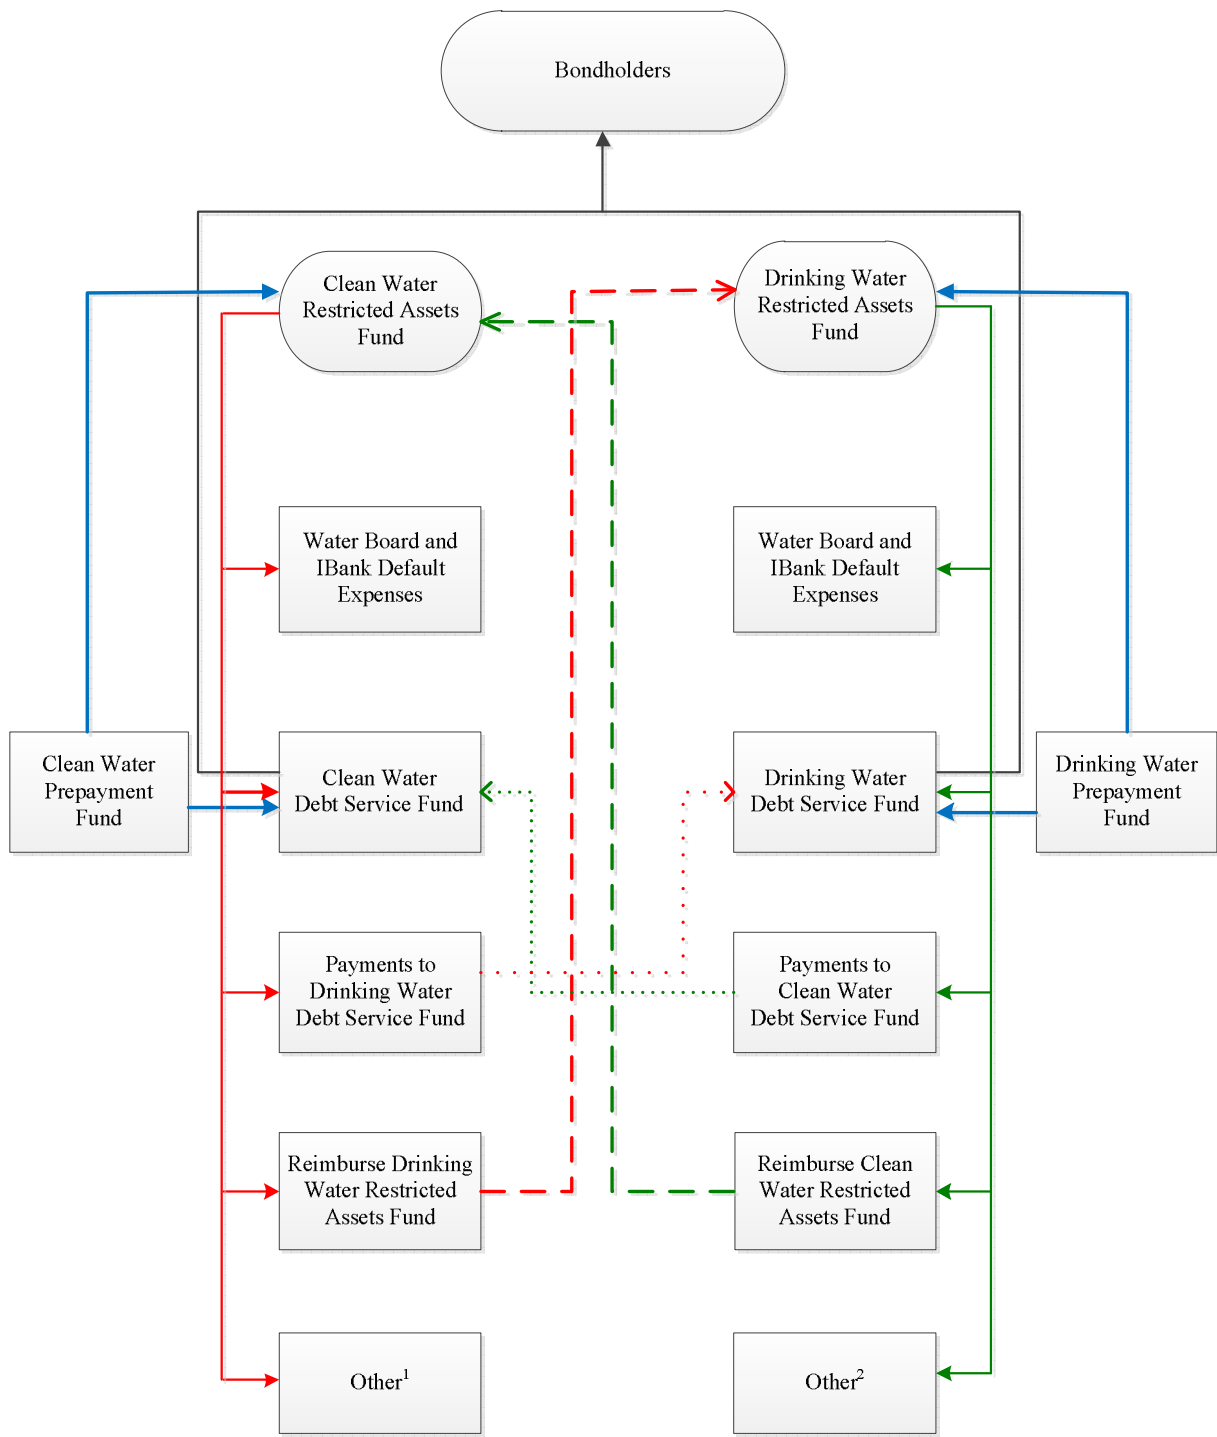 Bondholders
Clean Water
Restricted Assets
Fund
Drinking Water
Restricted Assets
Fund
Water Board and
IBank Default
Expenses
Water Board and
IBank Default
Expenses
Clean Water
Prepayment
Fund
Clean Water
Debt Service Fund
Drinking Water
Debt Service Fund
Drinking Water
Prepayment
Fund
Payments to
Drinking Water
Debt Service Fund
Payments to
Clean Water
Debt Service Fund
Reimburse Drinking
Water Restricted
Assets Fund
Reimburse Clean
Water Restricted
Assets Fund
Other¹
Other²